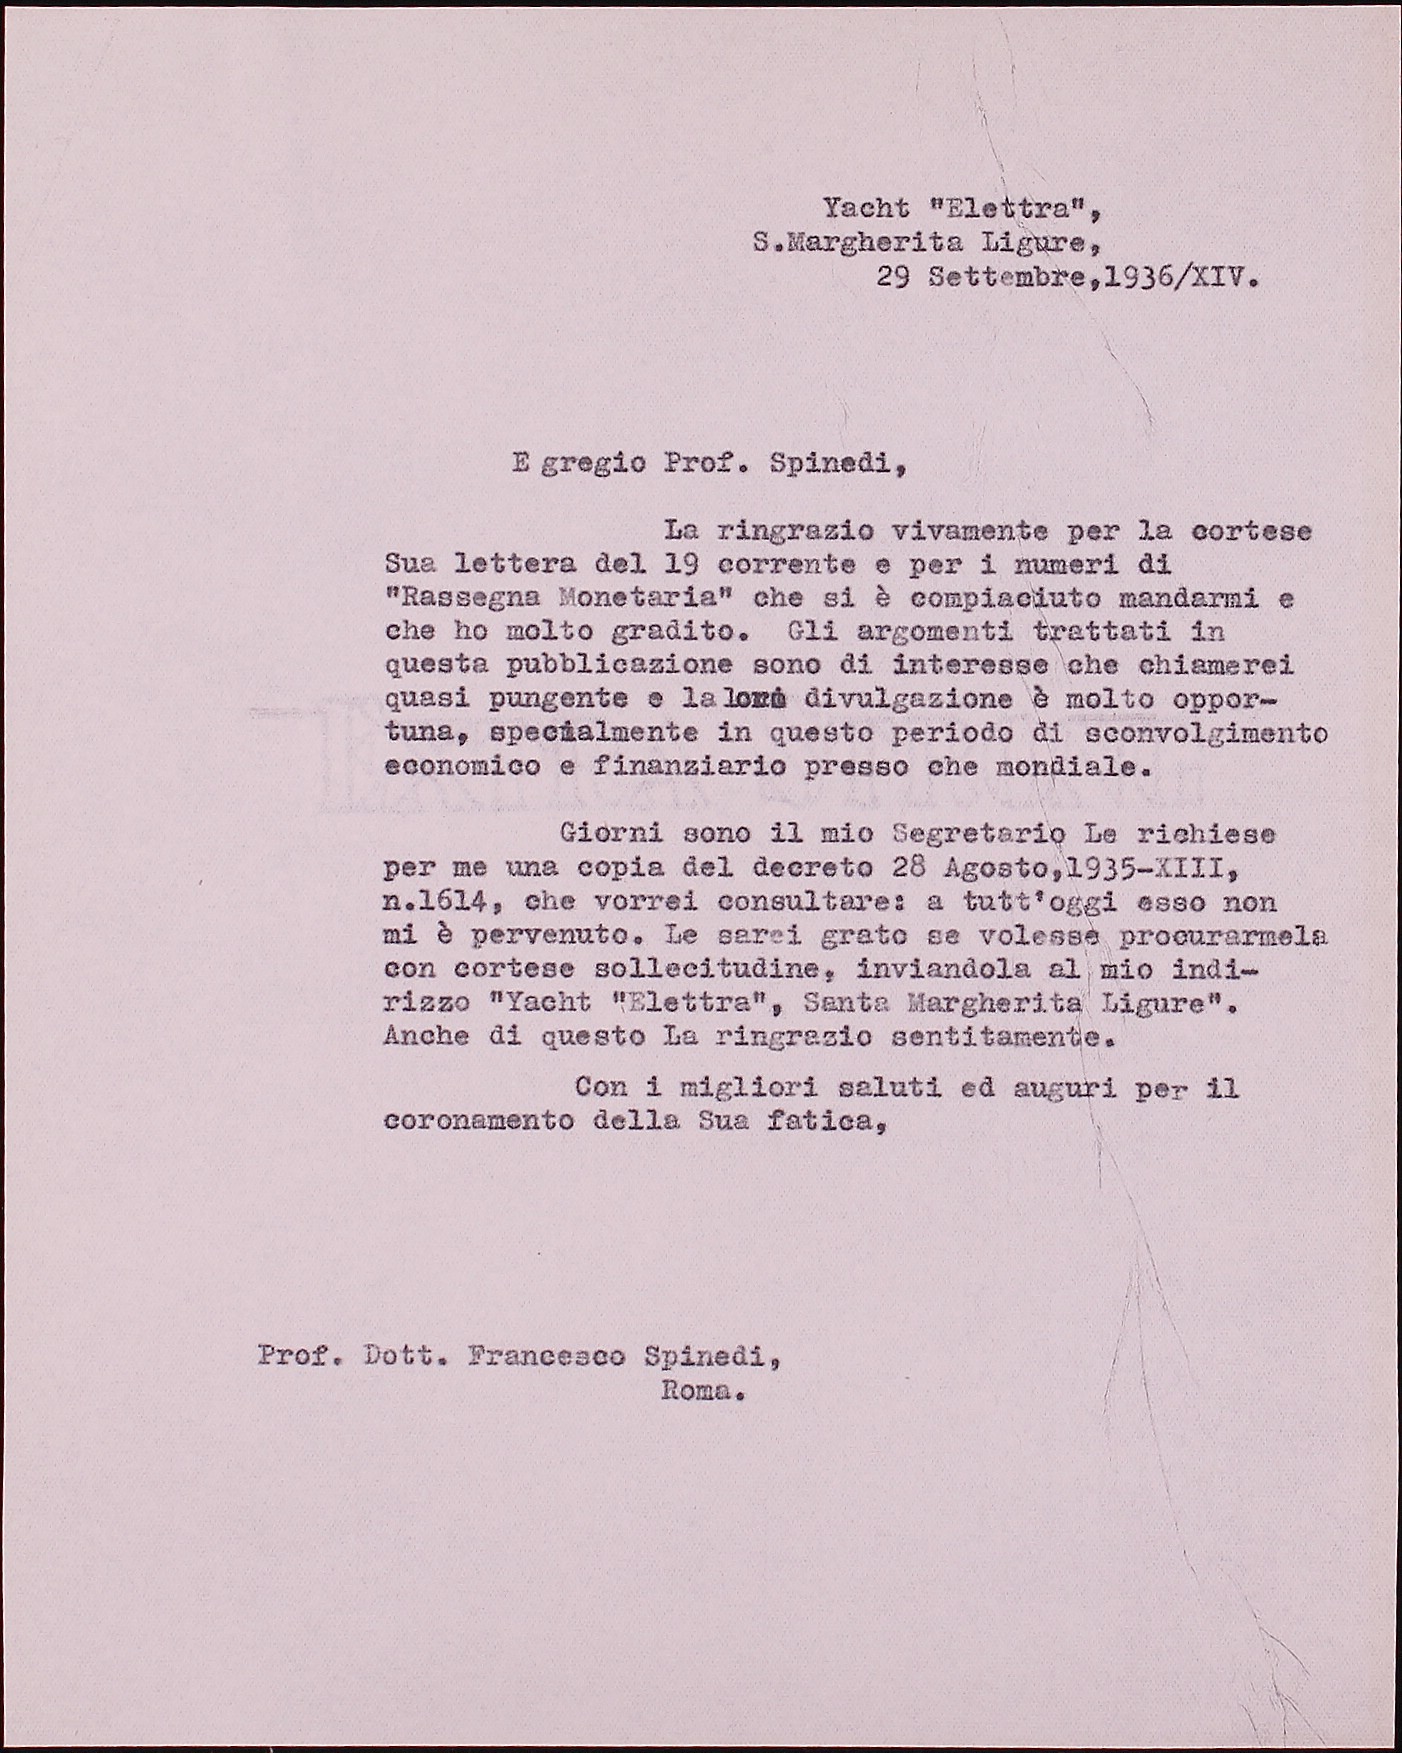 Yacht "Elettra",
S.Margherita Ligure,
29 Settembre,1936/XIV.
E gregio Prof. Spinedi,
La ringrazio vivamente per la cortese
Sua lettera del 19 corrente e per i numeri di
"Rassegna Monetaria" che si è compiaciuto mandarmi e
che ho molto gradito. Gli argomenti trattati in
questa pubblicazione sono di interesse che chiamerei
quasi pungente e la loro divulgazione è molto oppor-
tuna, specialmente in questo periodo di sconvolgimento
economico e finanziario presso che mondiale.
Giorni sono il mio Segretario Le richiese
per me una copia del decreto 28 Agosto,1935-XIII,
n.1614, che vorrei consultare: a tutt'oggi esso non
mi è pervenuto. Le sarei grato se volesse procurarmela
con cortese sollecitudine, inviandola al mio indi-
rizzo "Yacht "Elettra", Santa Margherita Ligure".
Anche di questo La ringrazio sentitamente.
Con i migliori saluti ed auguri per il
coronamento della Sua fatica,
Prof. Dott. Francesco Spinedi,
Roma.